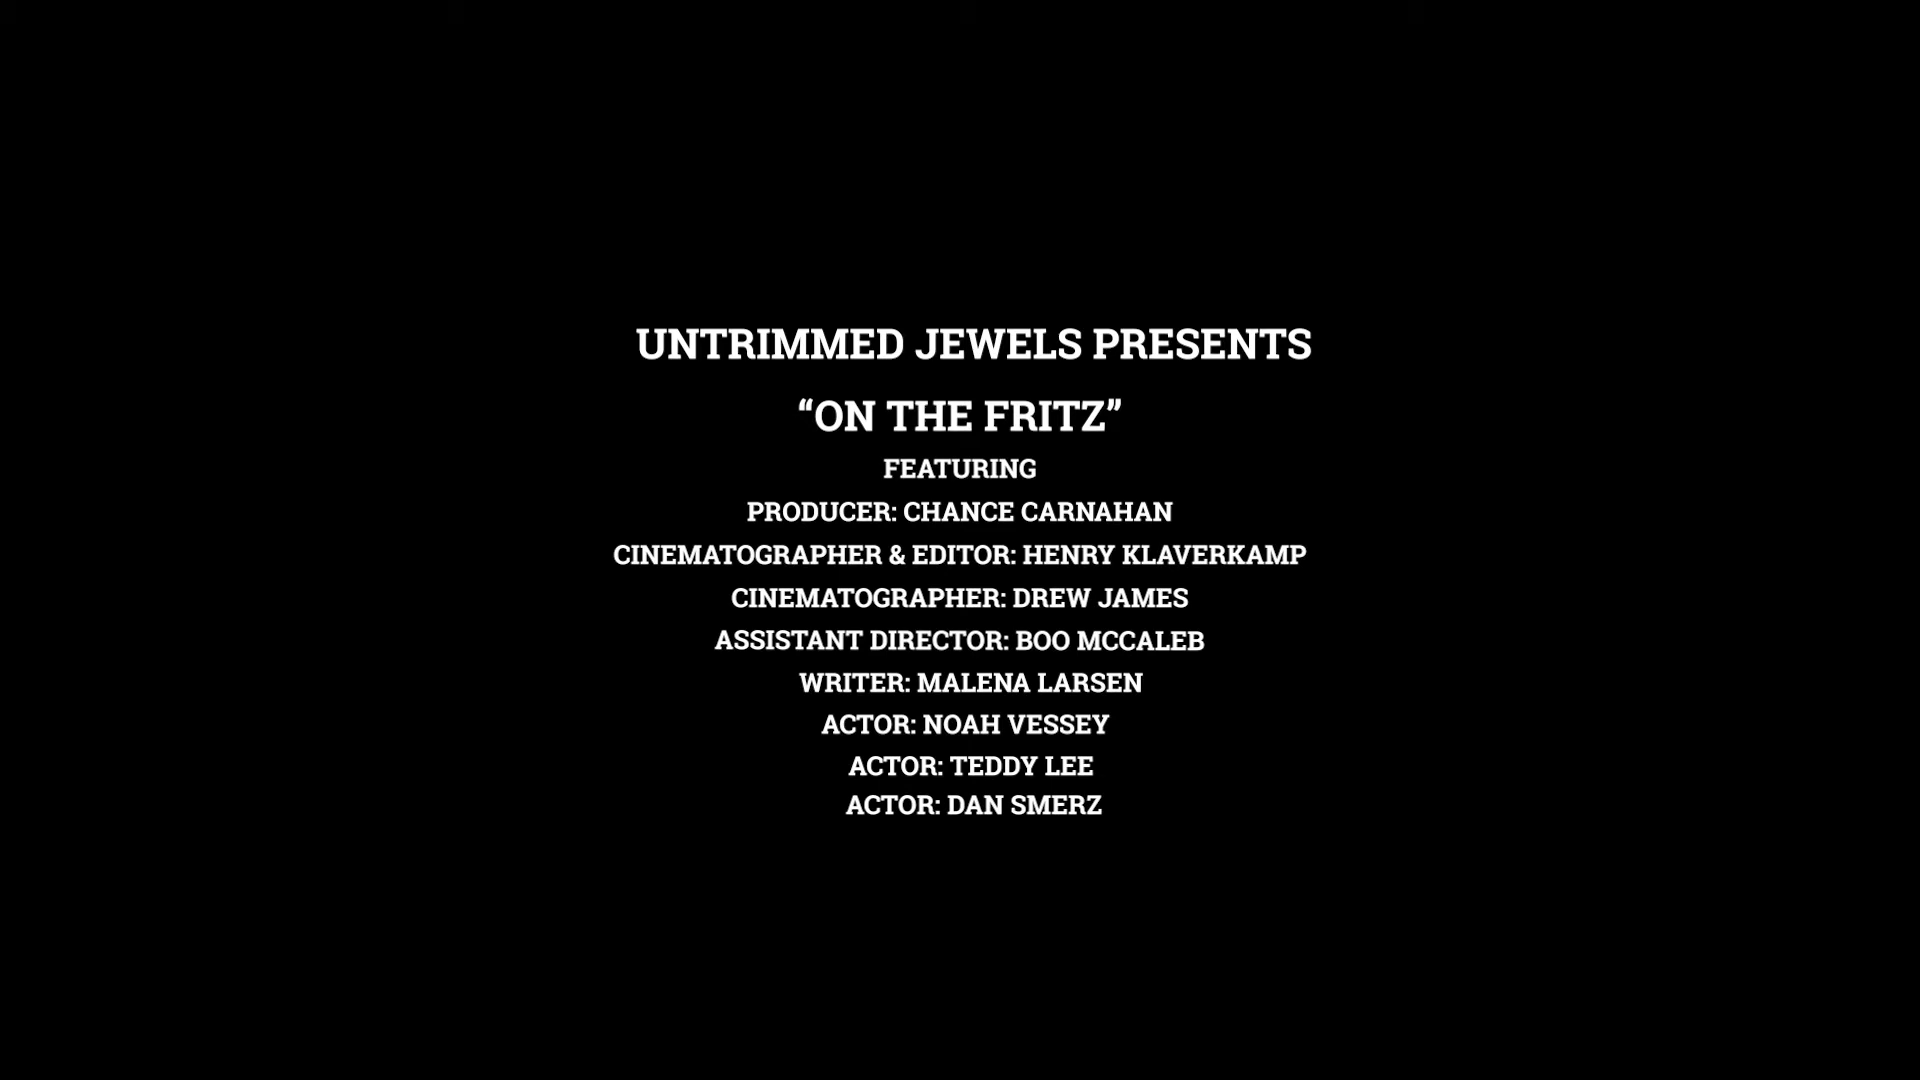 UNTRIMMED JEWELS PRESENTS
“ON THE FRITZ”
FEATURING
PRODUCER: CHANCE CARNAHAN
CINEMATOGRAPHER & EDITOR: HENRY KLAVERKAMP
CINEMATOGRAPHER: DREW JAMES
ASSISTANT DIRECTOR: BOO MCCALEB
WRITER: MALENA LARSEN
ACTOR: NOAH VESSEY
ACTOR: TEDDY LEE
ACTOR: DAN SMERZ